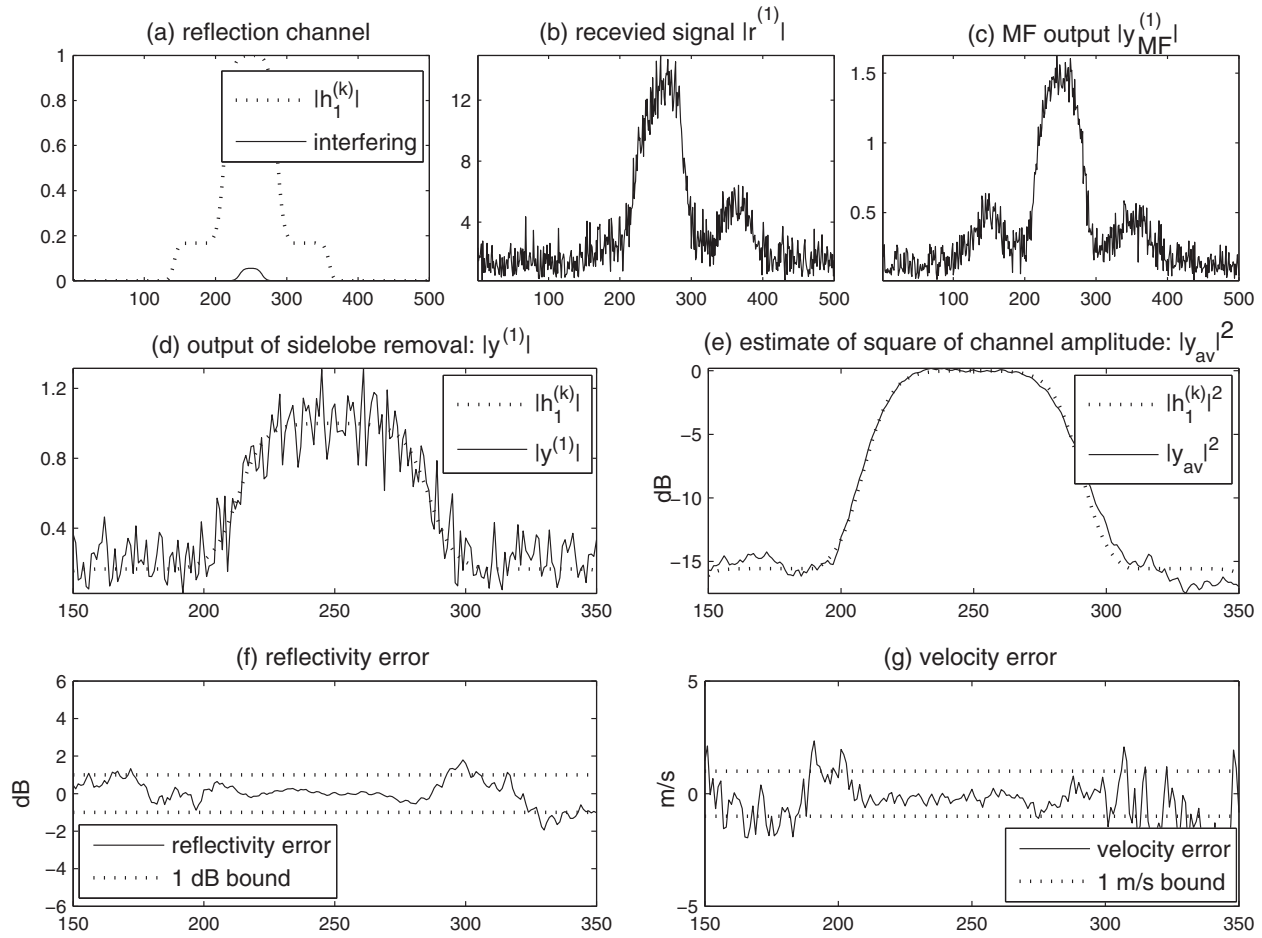 (a) reflection channel
1
0.8
0.6
0.4
0.2
0
100 200 300 400 500
|h₁⁽ᵏ⁾|
interfering
(b) recevied signal |r⁽¹⁾|
12
8
4
100 200 300 400 500
(c) MF output |y_MF⁽¹⁾|
1.5
1
0.5
100 200 300 400 500
(d) output of sidelobe removal: |y⁽¹⁾|
1.2
0.8
0.4
150 200 250 300 350
|h₁⁽ᵏ⁾|
|y⁽¹⁾|
(e) estimate of square of channel amplitude: |y_av|²
dB
0
−5
−10
−15
150 200 250 300 350
|h₁⁽ᵏ⁾|²
|y_av|²
(f) reflectivity error
dB
6
4
2
0
−2
−4
−6
150 200 250 300 350
reflectivity error
1 dB bound
(g) velocity error
m/s
5
0
−5
150 200 250 300 350
velocity error
1 m/s bound